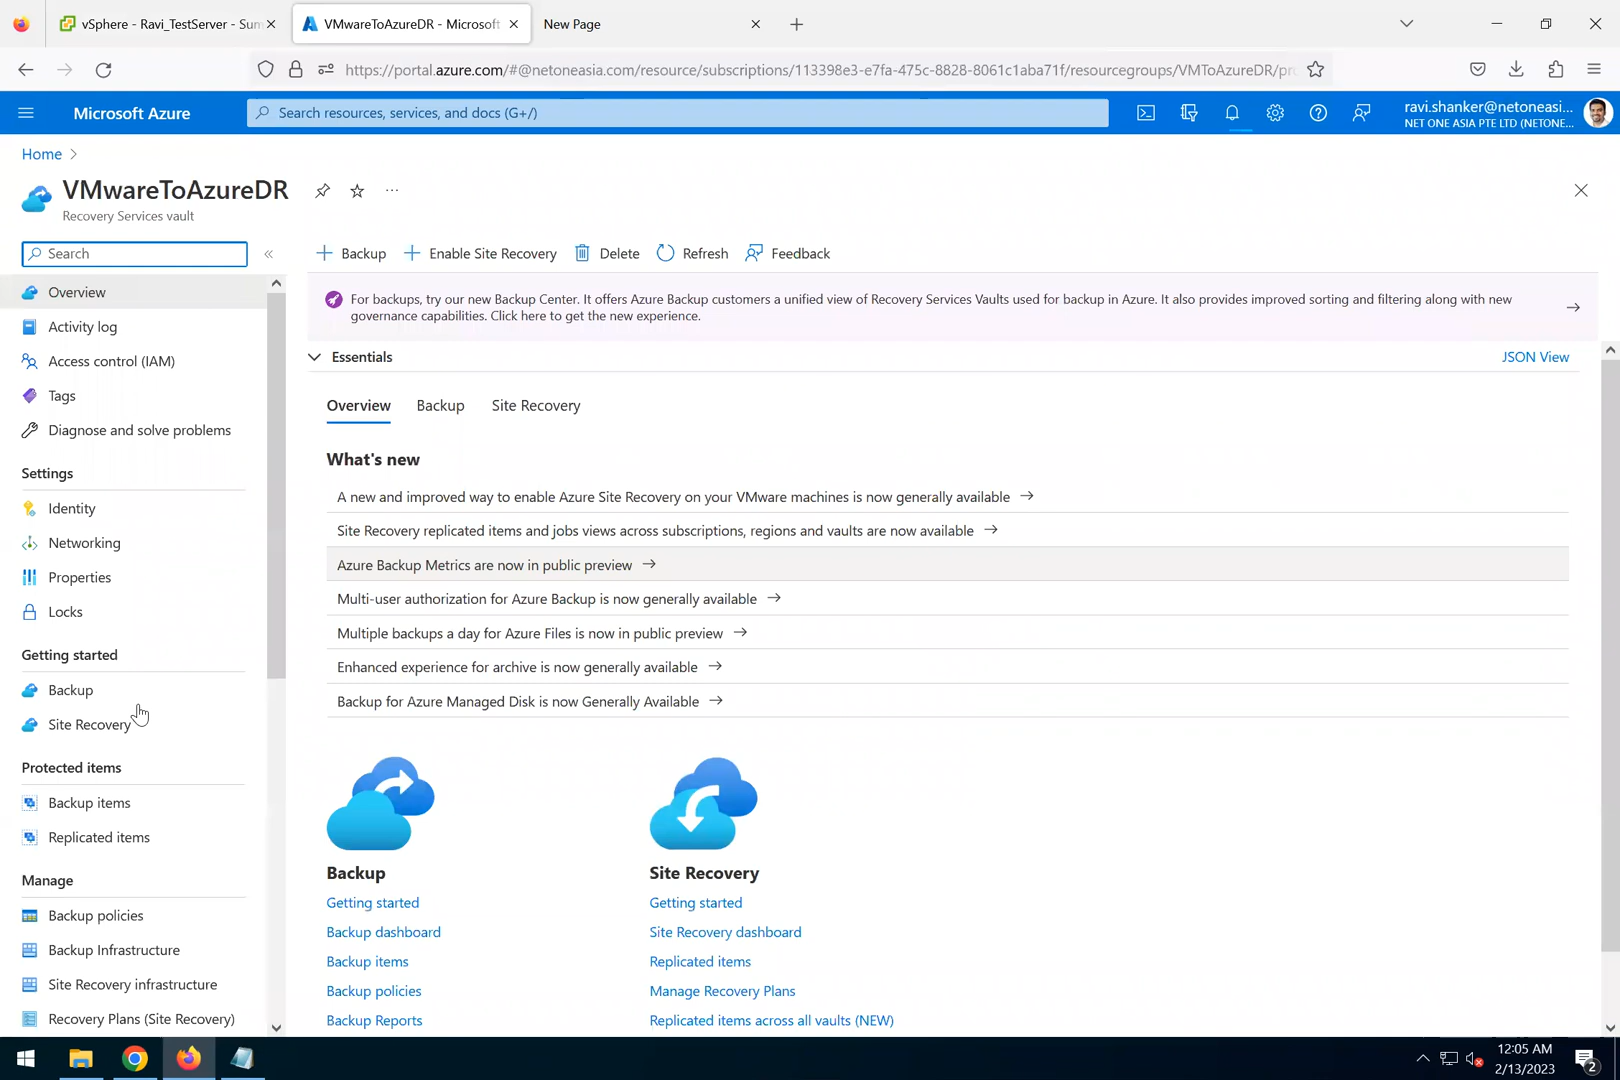 vSphere - Ravi_TestServer - Sum
VMwareToAzureDR - Microsoft
New Page
https://portal.azure.com/#@netoneasia.com/resource/subscriptions/113398e3-e7fa-475c-8828-8061c1aba71f/resourcegroups/VMToAzureDR/pro
Microsoft Azure
Search resources, services, and docs (G+/)
ravi.shanker@netoneasi...
NET ONE ASIA PTE LTD (NETONE...
Home >
VMwareToAzureDR
...
Recovery Services vault
Search
«
Backup
Enable Site Recovery
Delete
Refresh
Feedback
Overview
Activity log
Access control (IAM)
Tags
Diagnose and solve problems
Settings
Identity
Networking
Properties
Locks
Getting started
Backup
Site Recovery
Protected items
Backup items
Replicated items
Manage
Backup policies
Backup Infrastructure
Site Recovery infrastructure
Recovery Plans (Site Recovery)
For backups, try our new Backup Center. It offers Azure Backup customers a unified view of Recovery Services Vaults used for backup in Azure. It also provides improved sorting and filtering along with new
governance capabilities. Click here to get the new experience.
Essentials
JSON View
Overview
Backup
Site Recovery
What's new
A new and improved way to enable Azure Site Recovery on your VMware machines is now generally available →
Site Recovery replicated items and jobs views across subscriptions, regions and vaults are now available →
Azure Backup Metrics are now in public preview →
Multi-user authorization for Azure Backup is now generally available →
Multiple backups a day for Azure Files is now in public preview →
Enhanced experience for archive is now generally available →
Backup for Azure Managed Disk is now Generally Available →
Backup
Getting started
Backup dashboard
Backup items
Backup policies
Backup Reports
Site Recovery
Getting started
Site Recovery dashboard
Replicated items
Manage Recovery Plans
Replicated items across all vaults (NEW)
12:05 AM
2/13/2023
2